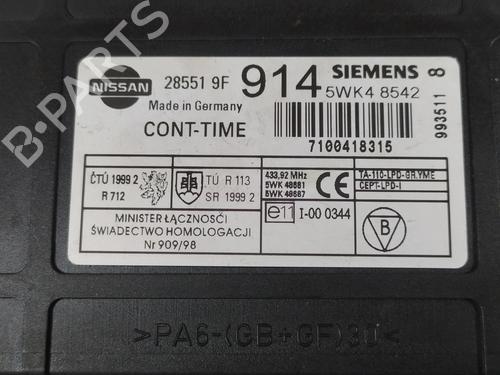 B-PARTS
NISSAN
28551 9F 914
Made in Germany
CONT-TIME
SIEMENS
5WK4 8542
7100418315
993511 8
ČTÚ 1999 2
R 712
TÚ R 113
SR 1999 2
433,92 MHz
5WK 48681
5WK 48687
CE
TA-110-LPD-GR.YME
CEPT-LPD-I
e11
I-00 0344
B
MINISTER ŁĄCZNOŚCI
ŚWIADECTWO HOMOLOGACJI
Nr 909/98
>PA6-(GB+GF)30<